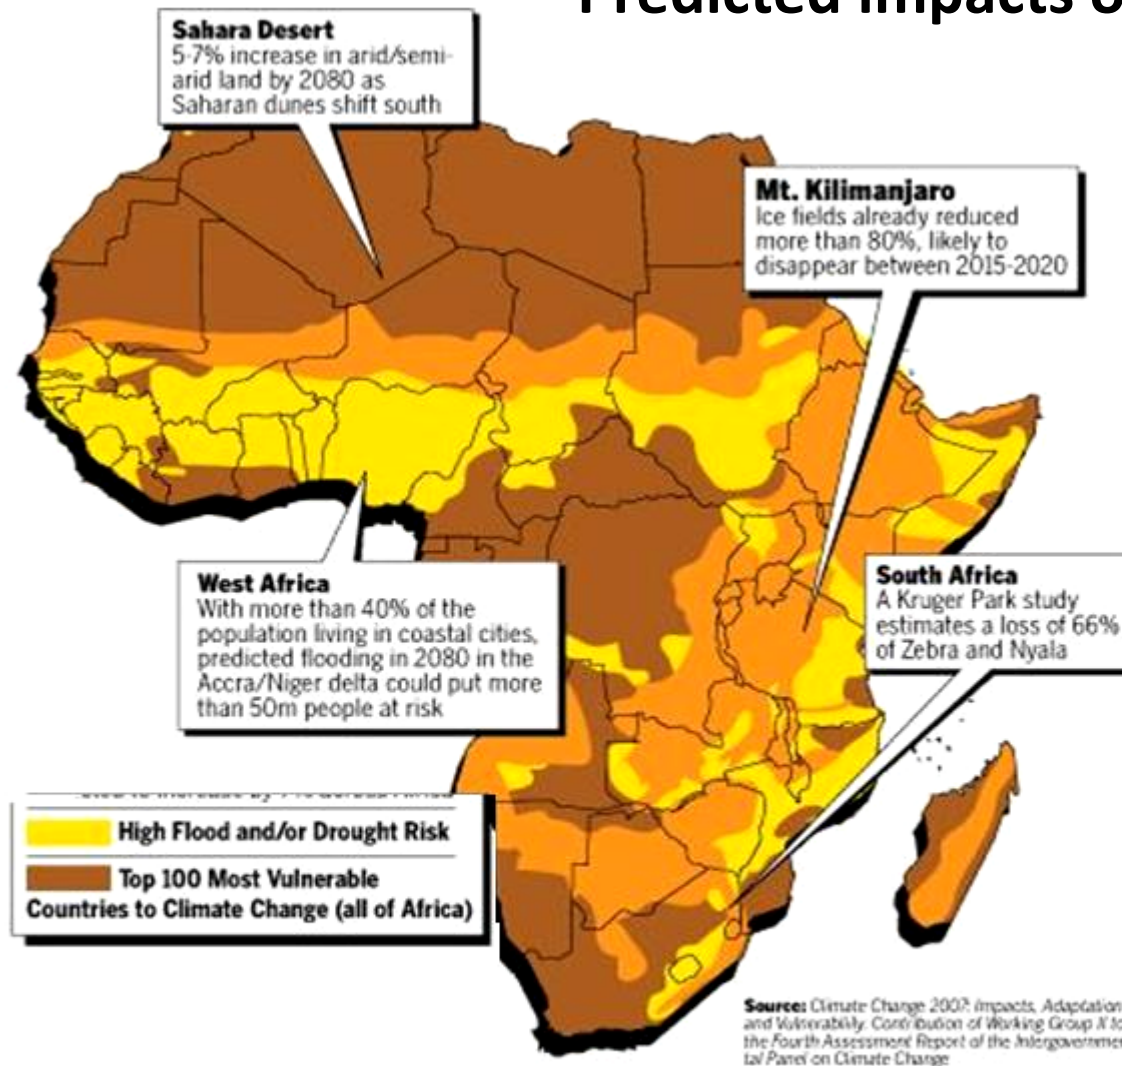 Predicted Impacts o
Sahara Desert
5-7% increase in arid/semi-
arid land by 2080 as
Saharan dunes shift south
Mt. Kilimanjaro
Ice fields already reduced
more than 80%, likely to
disappear between 2015-2020
West Africa
With more than 40% of the
population living in coastal cities,
predicted flooding in 2080 in the
Accra/Niger delta could put more
than 50m people at risk
South Africa
A Kruger Park study
estimates a loss of 66%
of Zebra and Nyala
High Flood and/or Drought Risk
Top 100 Most Vulnerable
Countries to Climate Change (all of Africa)
Source: Climate Change 2007: Impacts, Adaptation
and Vulnerability. Contribution of Working Group II to
the Fourth Assessment Report of the Intergovernmen-
tal Panel on Climate Change